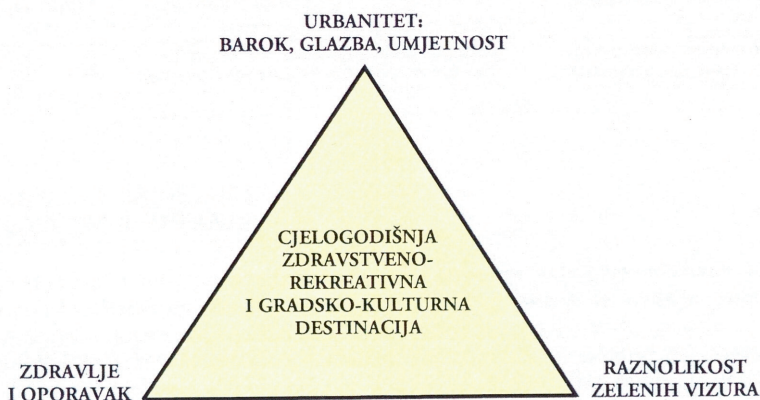 URBANITET:
BAROK, GLAZBA, UMJETNOST
CJELOGODIŠNJA
ZDRAVSTVENO-
REKREATIVNA
I GRADSKO-KULTURNA
DESTINACIJA
ZDRAVLJE
I OPORAVAK
RAZNOLIKOST
ZELENIH VIZURA